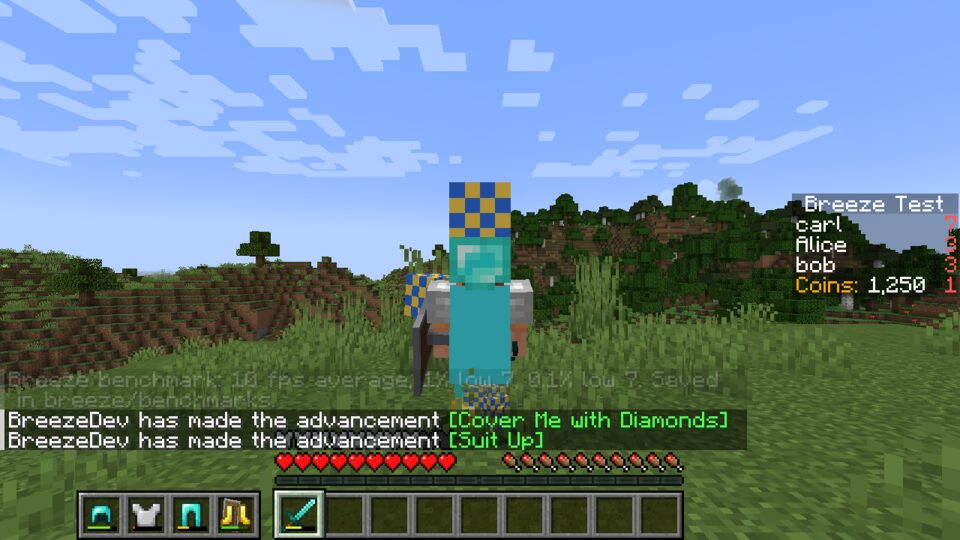 Breeze Test
carl 7
Alice 3
bob 3
Coins: 1,250 1
Breeze benchmark: 10 fps average, 1% low 7, 0.1% low 7. Saved
in breeze/benchmarks
BreezeDev has made the advancement [Cover Me with Diamonds]
BreezeDev has made the advancement [Suit Up]